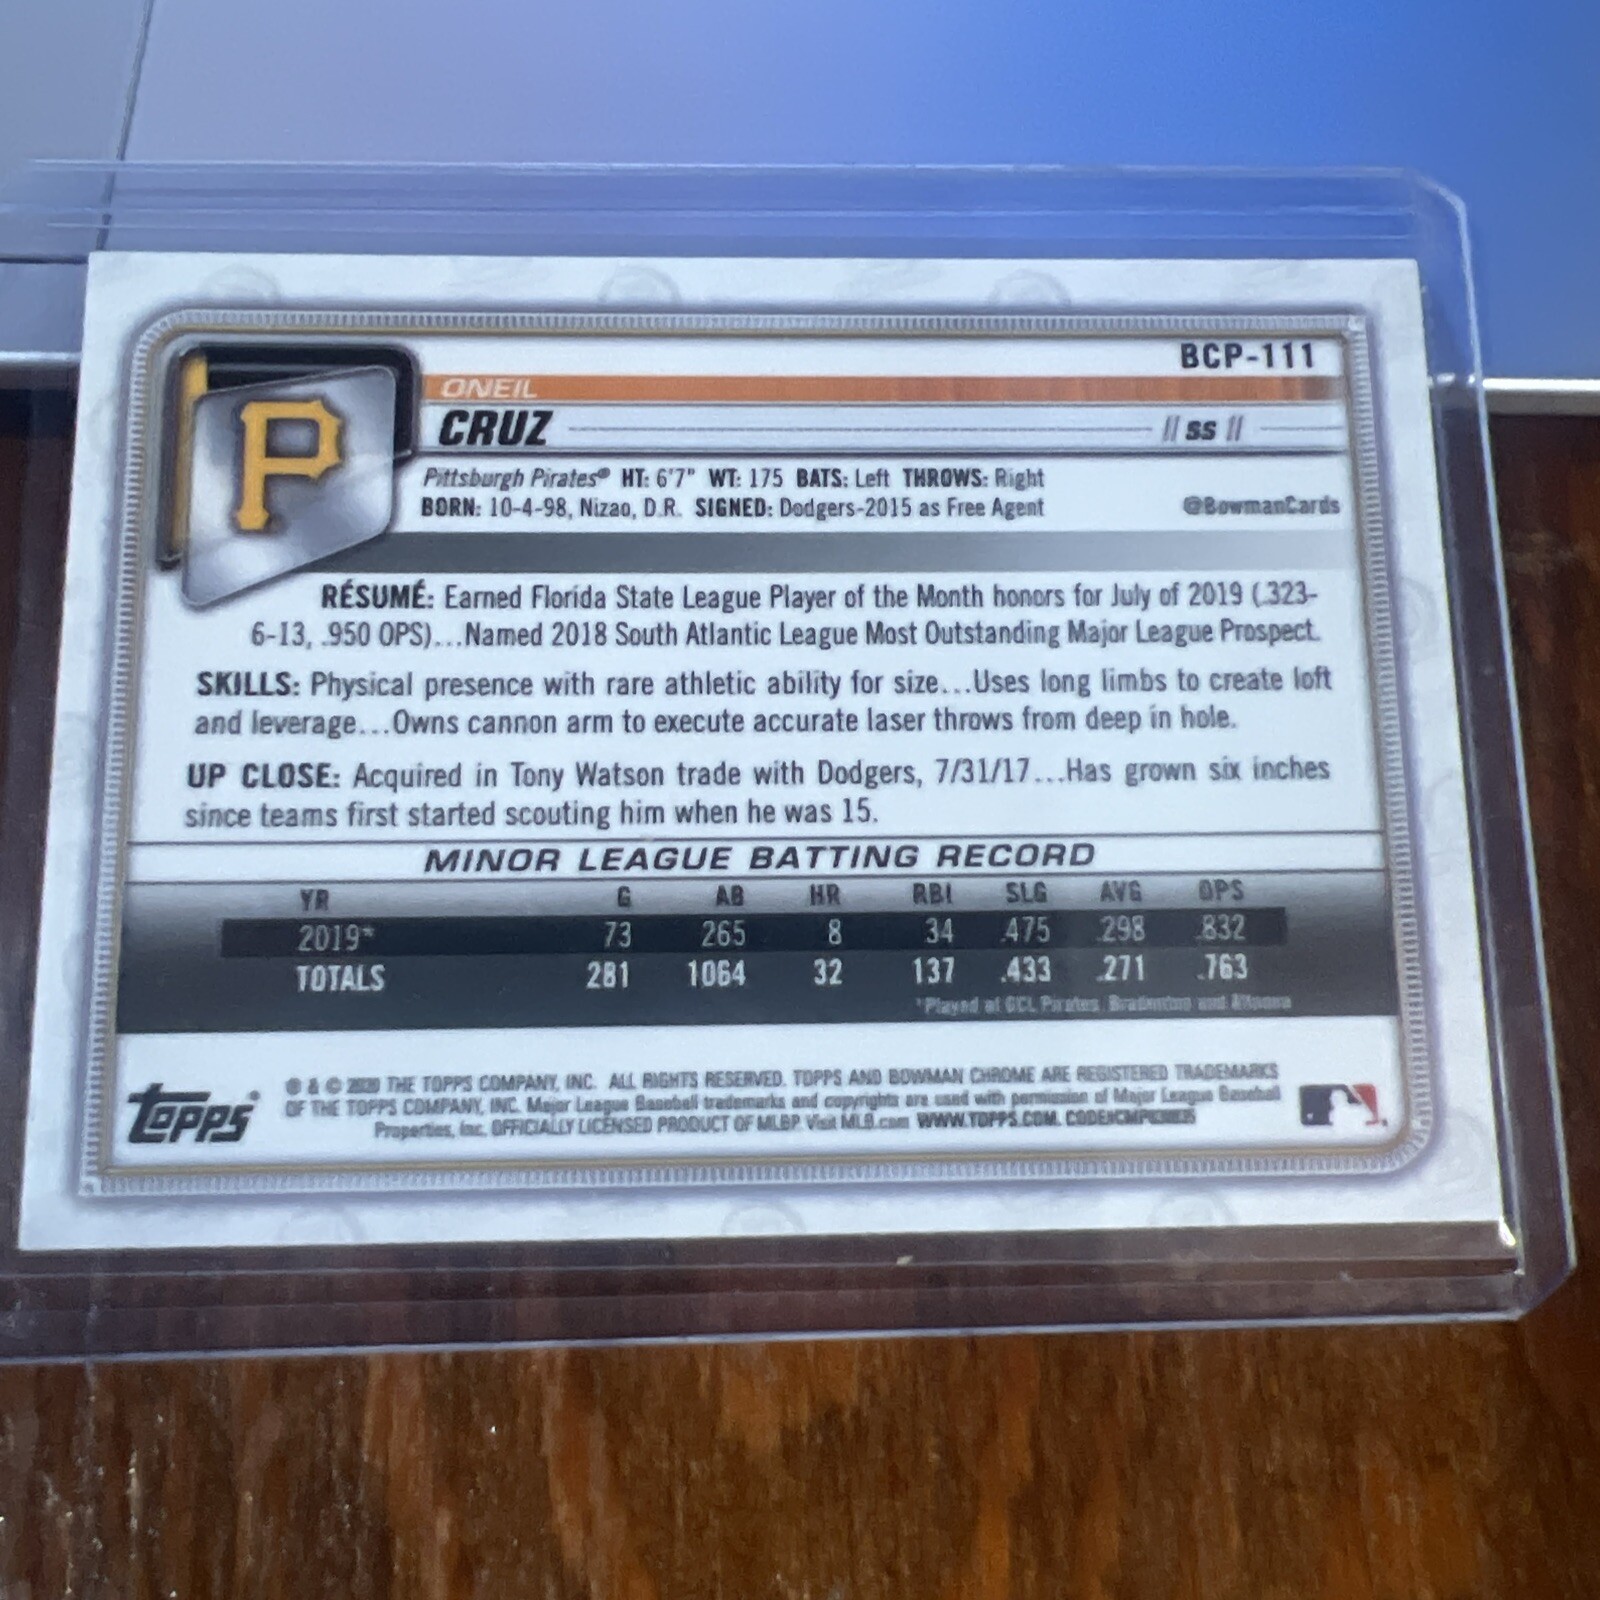 BCP-111
ONEIL
CRUZ // SS //
P
Pittsburgh Pirates® HT: 6'7" WT: 175 BATS: Left THROWS: Right
BORN: 10-4-98, Nizao, D.R. SIGNED: Dodgers-2015 as Free Agent @BowmanCards
RÉSUMÉ: Earned Florida State League Player of the Month honors for July of 2019 (.323-
6-13, .950 OPS)...Named 2018 South Atlantic League Most Outstanding Major League Prospect.
SKILLS: Physical presence with rare athletic ability for size...Uses long limbs to create loft
and leverage...Owns cannon arm to execute accurate laser throws from deep in hole.
UP CLOSE: Acquired in Tony Watson trade with Dodgers, 7/31/17...Has grown six inches
since teams first started scouting him when he was 15.
MINOR LEAGUE BATTING RECORD
YR G AB HR RBI SLG AVG OPS
2019* 73 265 8 34 .475 .298 .832
TOTALS 281 1064 32 137 .433 .271 .763
*Played at GCL Pirates, Bradenton and Altoona
® & © 2020 THE TOPPS COMPANY, INC. ALL RIGHTS RESERVED. TOPPS AND BOWMAN CHROME ARE REGISTERED TRADEMARKS
OF THE TOPPS COMPANY, INC. Major League Baseball trademarks and copyrights are used with permission of Major League Baseball
Properties, Inc. OFFICIALLY LICENSED PRODUCT OF MLBP. Visit MLB.com WWW.TOPPS.COM.
topps®